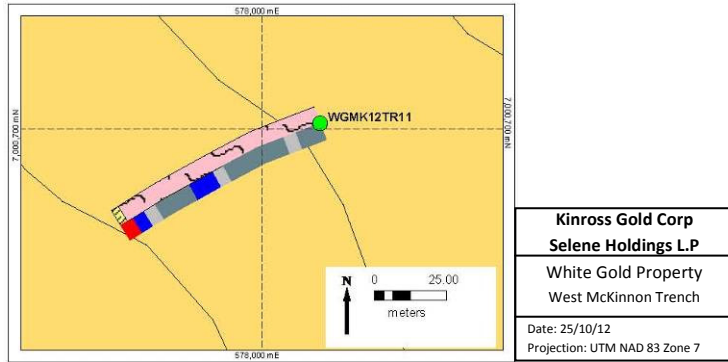 578,000 mE
7,000,700 mN
WGMK12TR11
7,000,700 mN
N
0 25.00
meters
578,000 mE
Kinross Gold Corp
Selene Holdings L.P
White Gold Property
West McKinnon Trench
Date: 25/10/12
Projection: UTM NAD 83 Zone 7